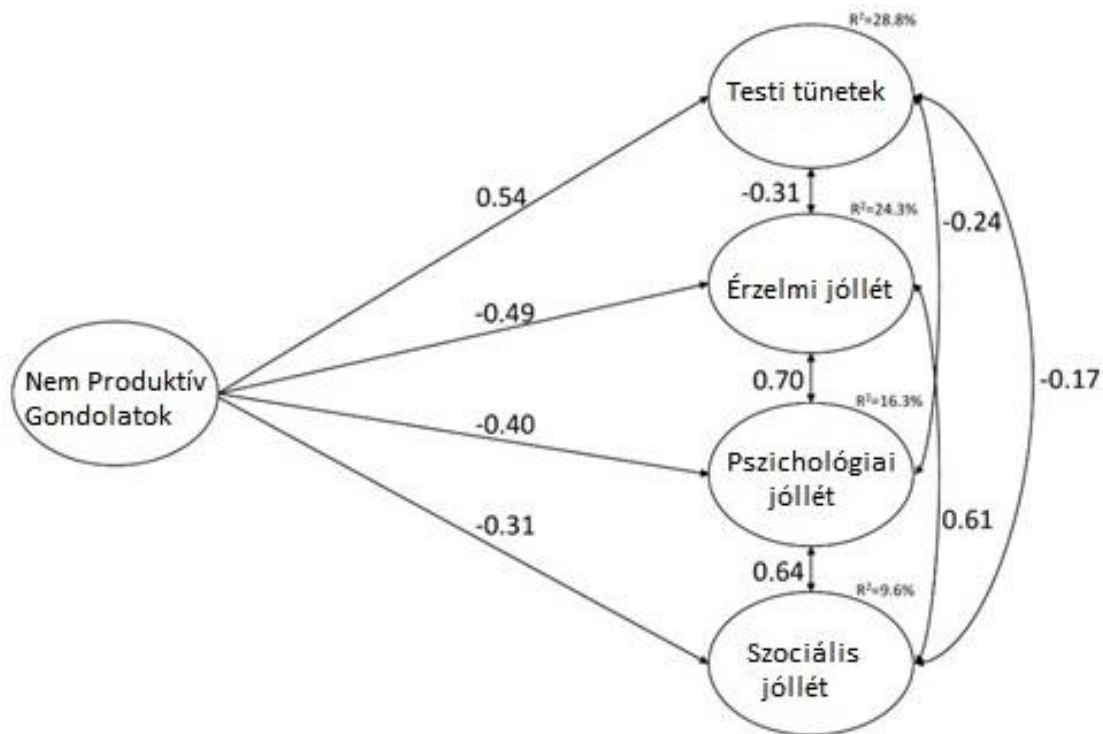 R²=28.8%
Testi tünetek
0.54
-0.31
R²=24.3%
-0.24
Érzelmi jóllét
-0.49
Nem Produktív
Gondolatok
0.70
-0.17
R²=16.3%
-0.40
Pszichológiai
jóllét
-0.31
0.61
0.64
R²=9.6%
Szociális
jóllét